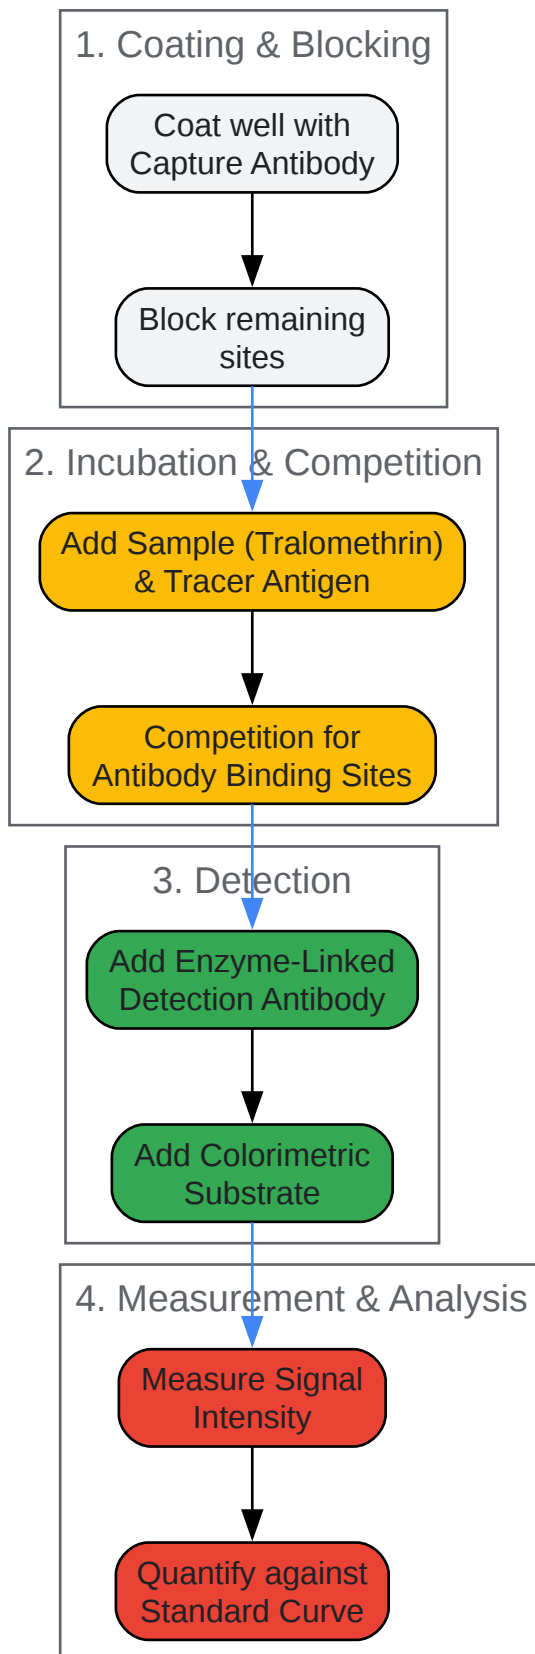 1. Coating & Blocking
Coat well with
Capture Antibody
Block remaining
sites
2. Incubation & Competition
Add Sample (Tralomethrin)
& Tracer Antigen
Competition for
Antibody Binding Sites
3. Detection
Add Enzyme-Linked
Detection Antibody
Add Colorimetric
Substrate
4. Measurement & Analysis
Measure Signal
Intensity
Quantify against
Standard Curve